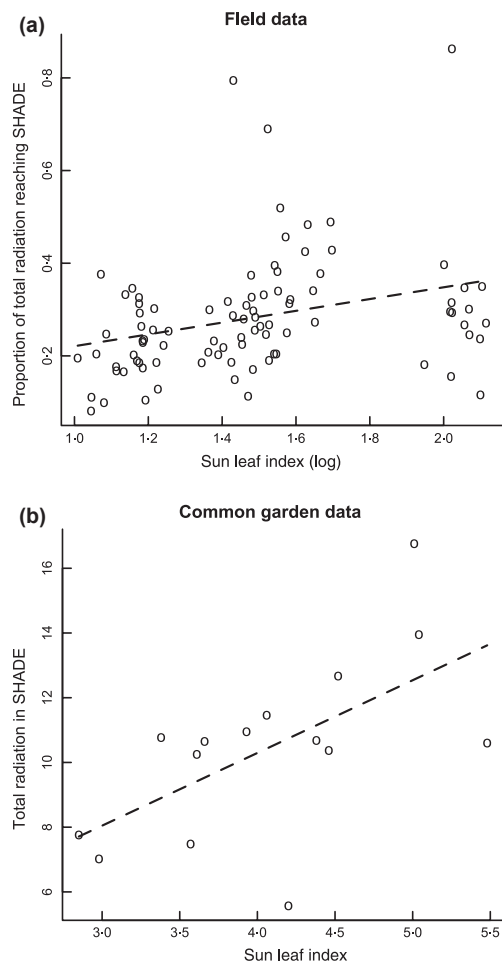 (a)
Field data
Proportion of total radiation reaching SHADE
0·8
0·6
0·4
0·2
1·0 1·2 1·4 1·6 1·8 2·0
Sun leaf index (log)
(b)
Common garden data
Total radiation in SHADE
16
14
12
10
8
6
3·0 3·5 4·0 4·5 5·0 5·5
Sun leaf index